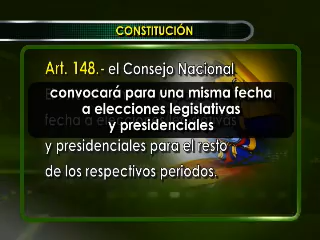 CONSTITUCIÓN
Art. 148.- el Consejo Nacional
convocará para una misma fecha
a elecciones legislativas
y presidenciales
y presidenciales para el resto
de los respectivos periodos.